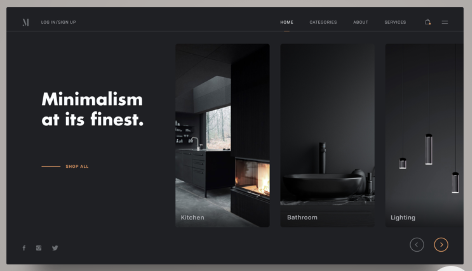 M
LOG IN/SIGN UP
HOME
CATEGORIES
ABOUT
SERVICES
Minimalism
at its finest.
SHOP ALL
Kitchen
Bathroom
Lighting